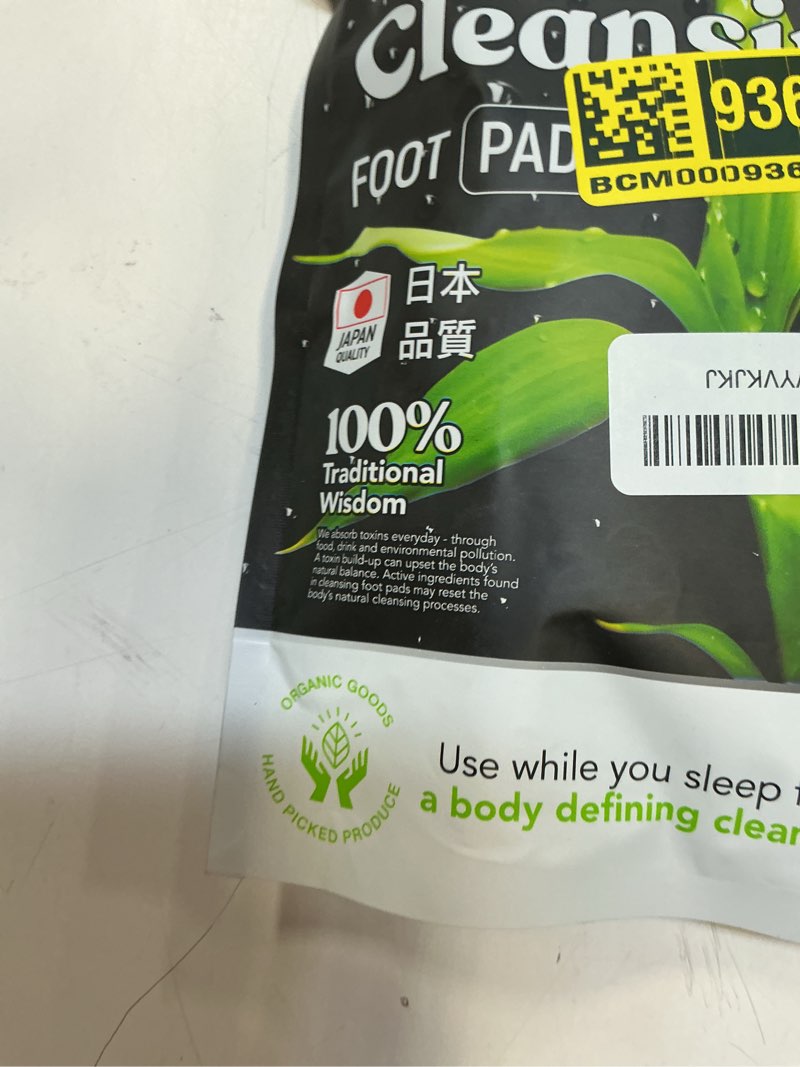 FOOT PAD
936
BCM000936
日本
品質
JAPAN
QUALITY
100%
Traditional
Wisdom
We absorb toxins everyday - through
food, drink and environmental pollution.
A toxin build-up can upset the body's
natural balance. Active ingredients found
in cleansing foot pads may reset the
body's natural cleansing processes.
ORGANIC GOODS
HAND PICKED PRODUCE
Use while you sleep
a body defining